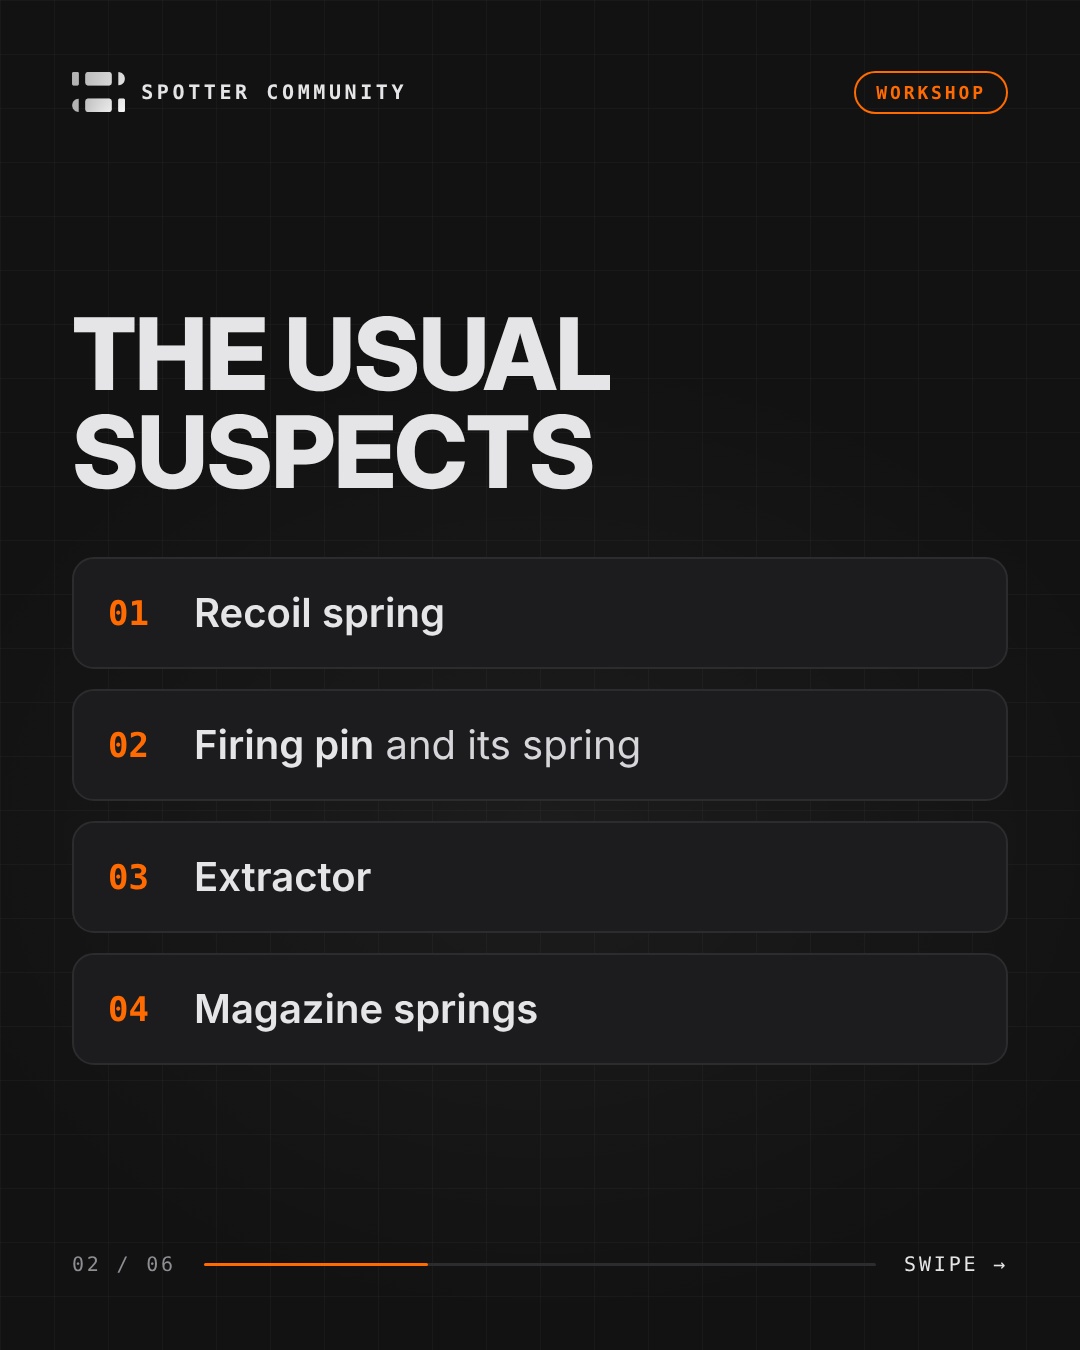 SPOTTER COMMUNITY
WORKSHOP
THE USUAL
SUSPECTS
01 Recoil spring
02 Firing pin and its spring
03 Extractor
04 Magazine springs
02 / 06
SWIPE →